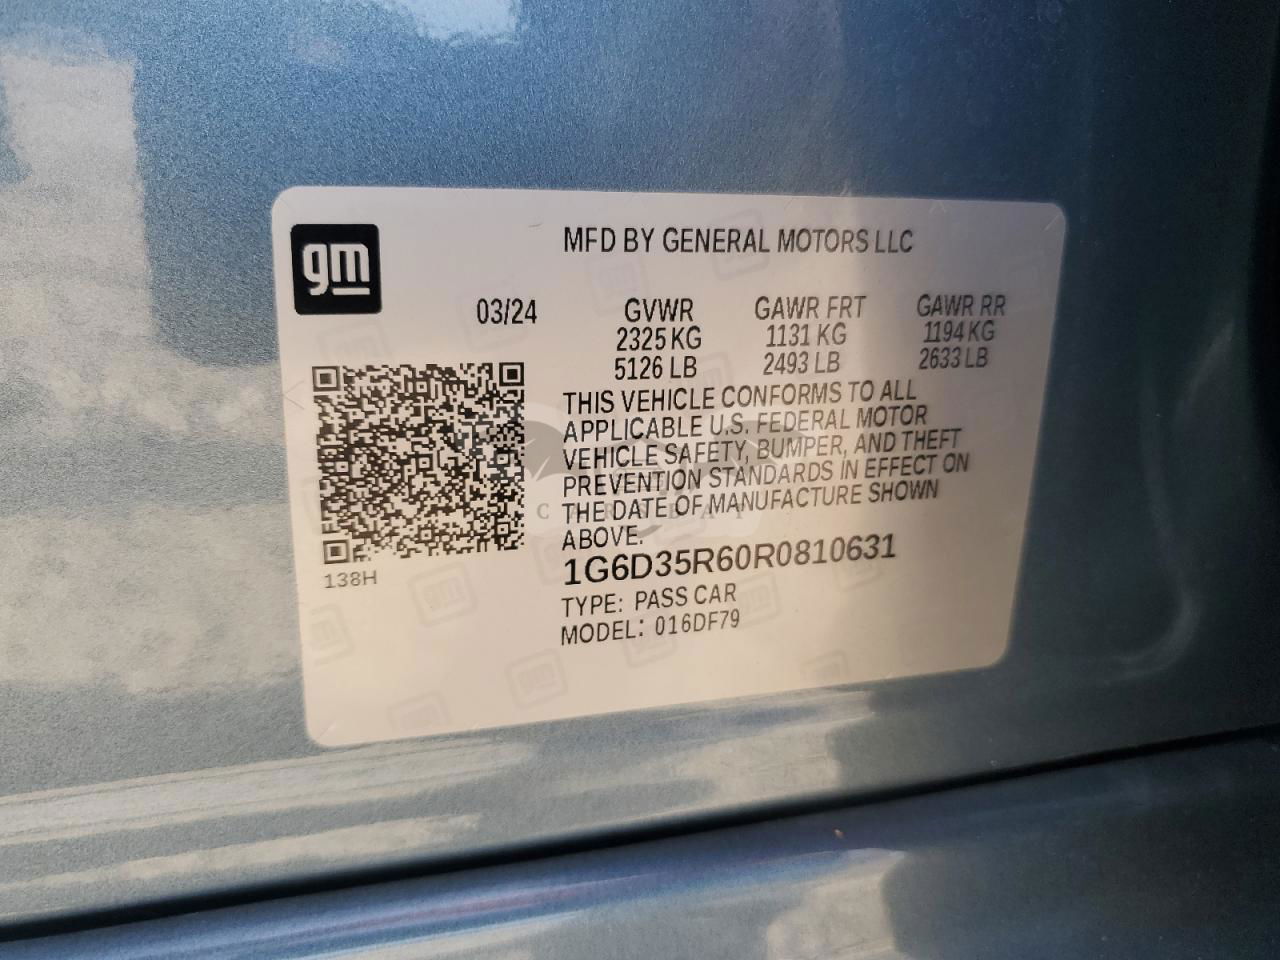 gm
MFD BY GENERAL MOTORS LLC
03/24 GVWR GAWR FRT GAWR RR
2325 KG 1131 KG 1194 KG
5126 LB 2493 LB 2633 LB
THIS VEHICLE CONFORMS TO ALL
APPLICABLE U.S. FEDERAL MOTOR
VEHICLE SAFETY, BUMPER, AND THEFT
PREVENTION STANDARDS IN EFFECT ON
THE DATE OF MANUFACTURE SHOWN
ABOVE.
1G6D35R60R0810631
138H
TYPE: PASS CAR
MODEL: 016DF79